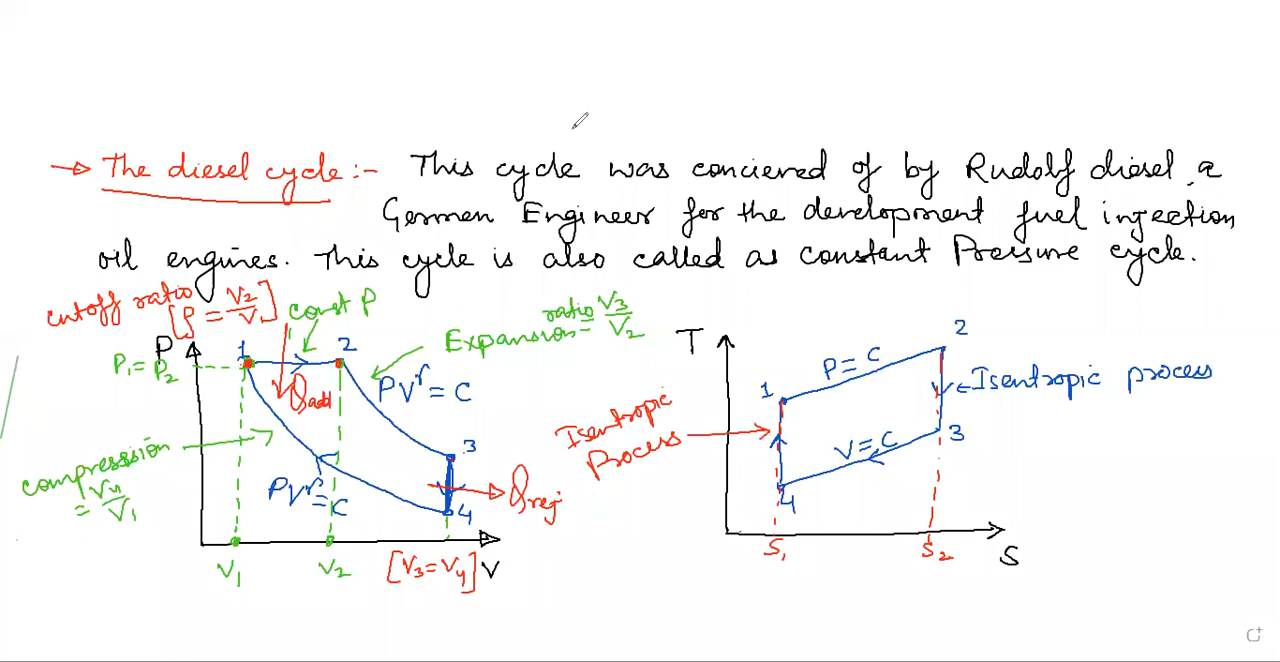 → The diesel cycle :- This cycle was concieved of by Rudolf diesel, a
German Engineer for the development fuel injection
oil engines. This cycle is also called as constant Pressure cycle.
cutoff ratio
[ρ = V2/V1]
const P
Expansion ratio = V3/V2
P
P1 = P2
1
2
Qadd
PVʳ = C
compresssion
= V4/V1
PVʳ = C
3
4
Qrej
V1
V2
[V3 = V4]
V
T
1
P = C
2
Isentropic process
Isentropic
process
V = C
3
4
S1
S2
S